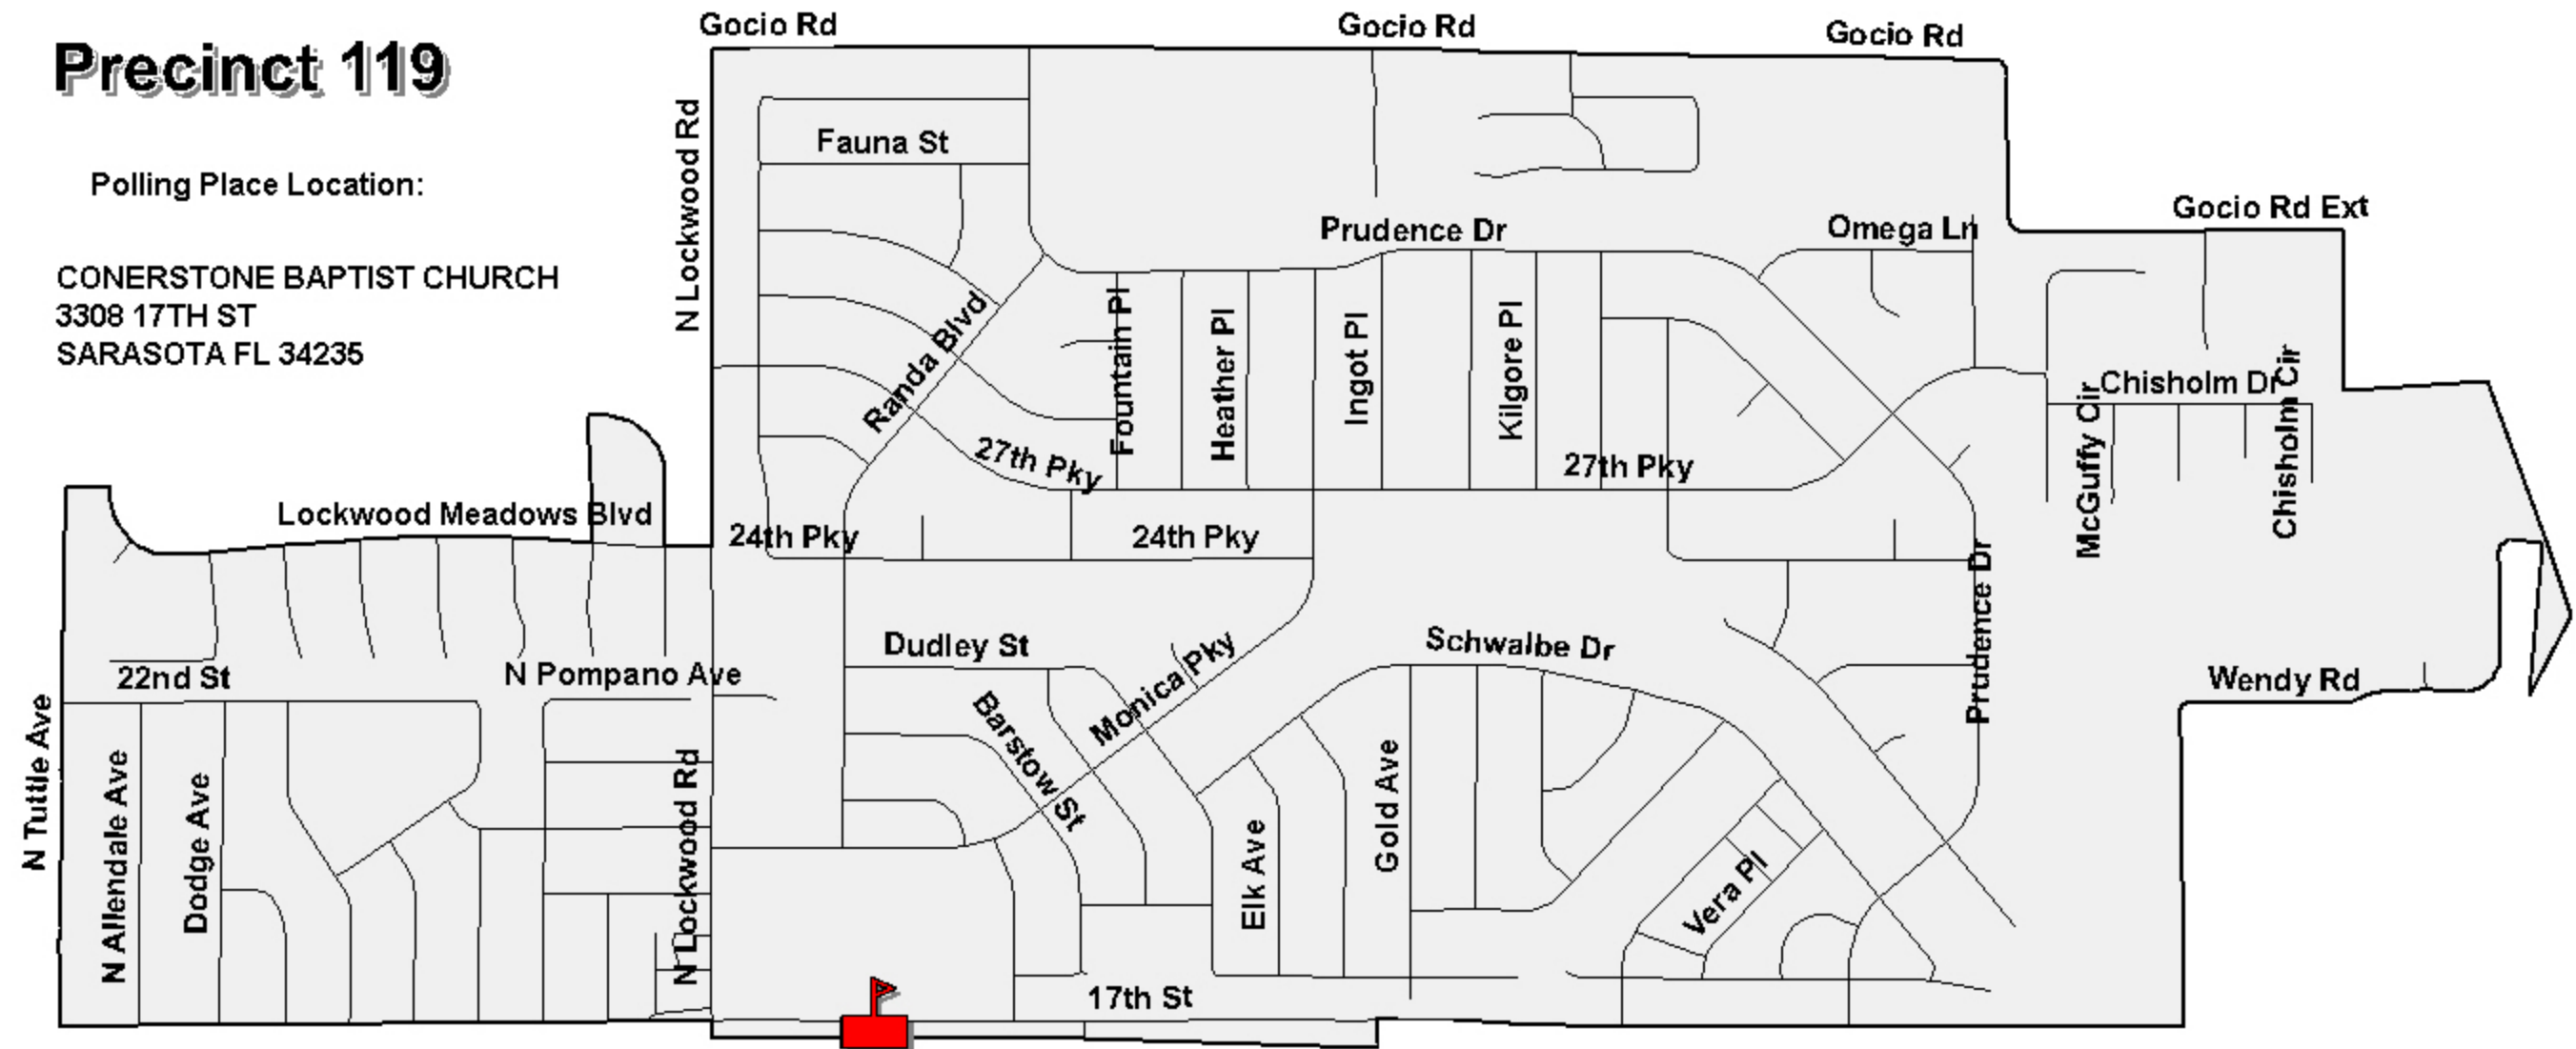 Precinct 119
Polling Place Location:
CONERSTONE BAPTIST CHURCH
3308 17TH ST
SARASOTA FL 34235
Gocio Rd
Gocio Rd
Gocio Rd
N Lockwood Rd
Fauna St
Gocio Rd Ext
Prudence Dr
Omega Ln
Randa Blvd
Fountain Pl
Heather Pl
Ingot Pl
Kilgore Pl
Chisholm Dr
McGuffy Cir
Chisholm Cir
27th Pky
27th Pky
Lockwood Meadows Blvd
24th Pky
24th Pky
Prudence Dr
Dudley St
Monica Pky
Schwalbe Dr
22nd St
N Pompano Ave
Wendy Rd
Barstow St
N Tuttle Ave
N Allendale Ave
Dodge Ave
N Lockwood Rd
Elk Ave
Gold Ave
Vera Pl
17th St